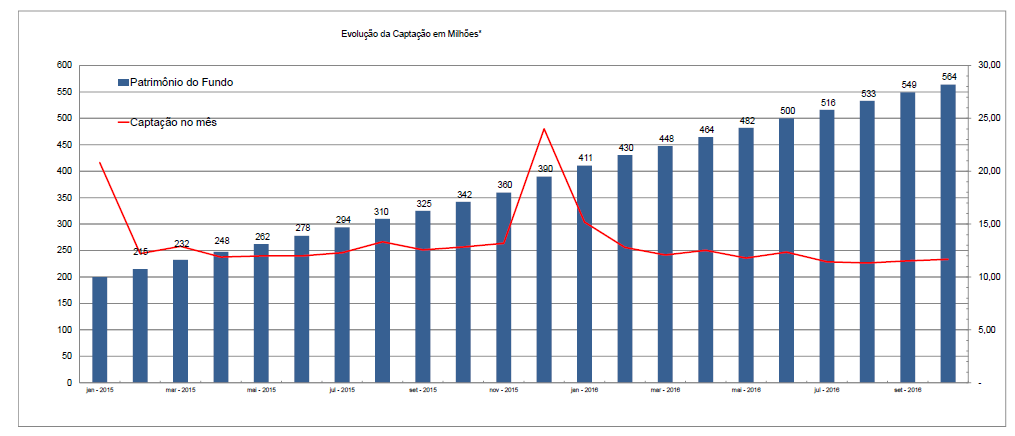 Evolução da Captação em Milhões*
600
550
500
450
400
350
300
250
200
150
100
50
0
Patrimônio do Fundo
Captação no mês
215
232
248
262
278
294
310
325
342
360
390
411
430
448
464
482
500
516
533
549
564
30,00
25,00
20,00
15,00
10,00
5,00
-
jan - 2015
mar - 2015
mai - 2015
jul - 2015
set - 2015
nov - 2015
jan - 2016
mar - 2016
mai - 2016
jul - 2016
set - 2016